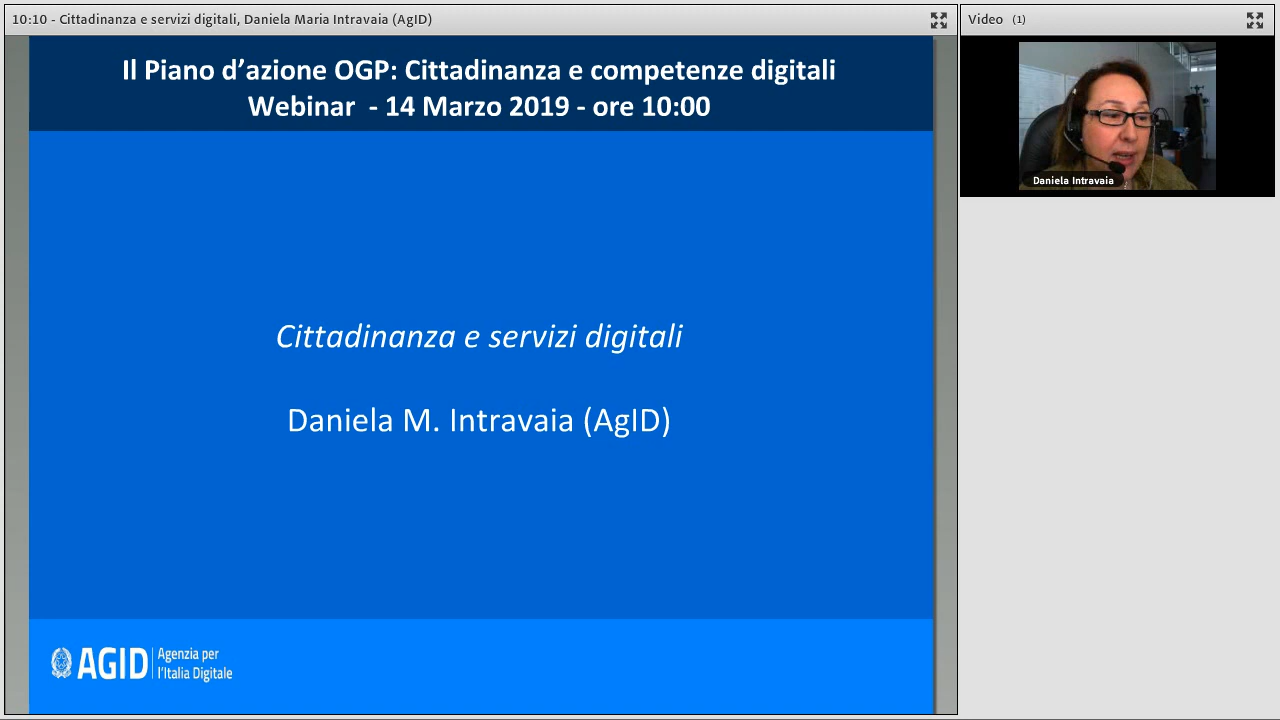 10:10 - Cittadinanza e servizi digitali, Daniela Maria Intravaia (AgID)
Video (1)
Il Piano d’azione OGP: Cittadinanza e competenze digitali
Webinar - 14 Marzo 2019 - ore 10:00
Daniela Intravaia
Cittadinanza e servizi digitali
Daniela M. Intravaia (AgID)
AGID
Agenzia per
l’Italia Digitale